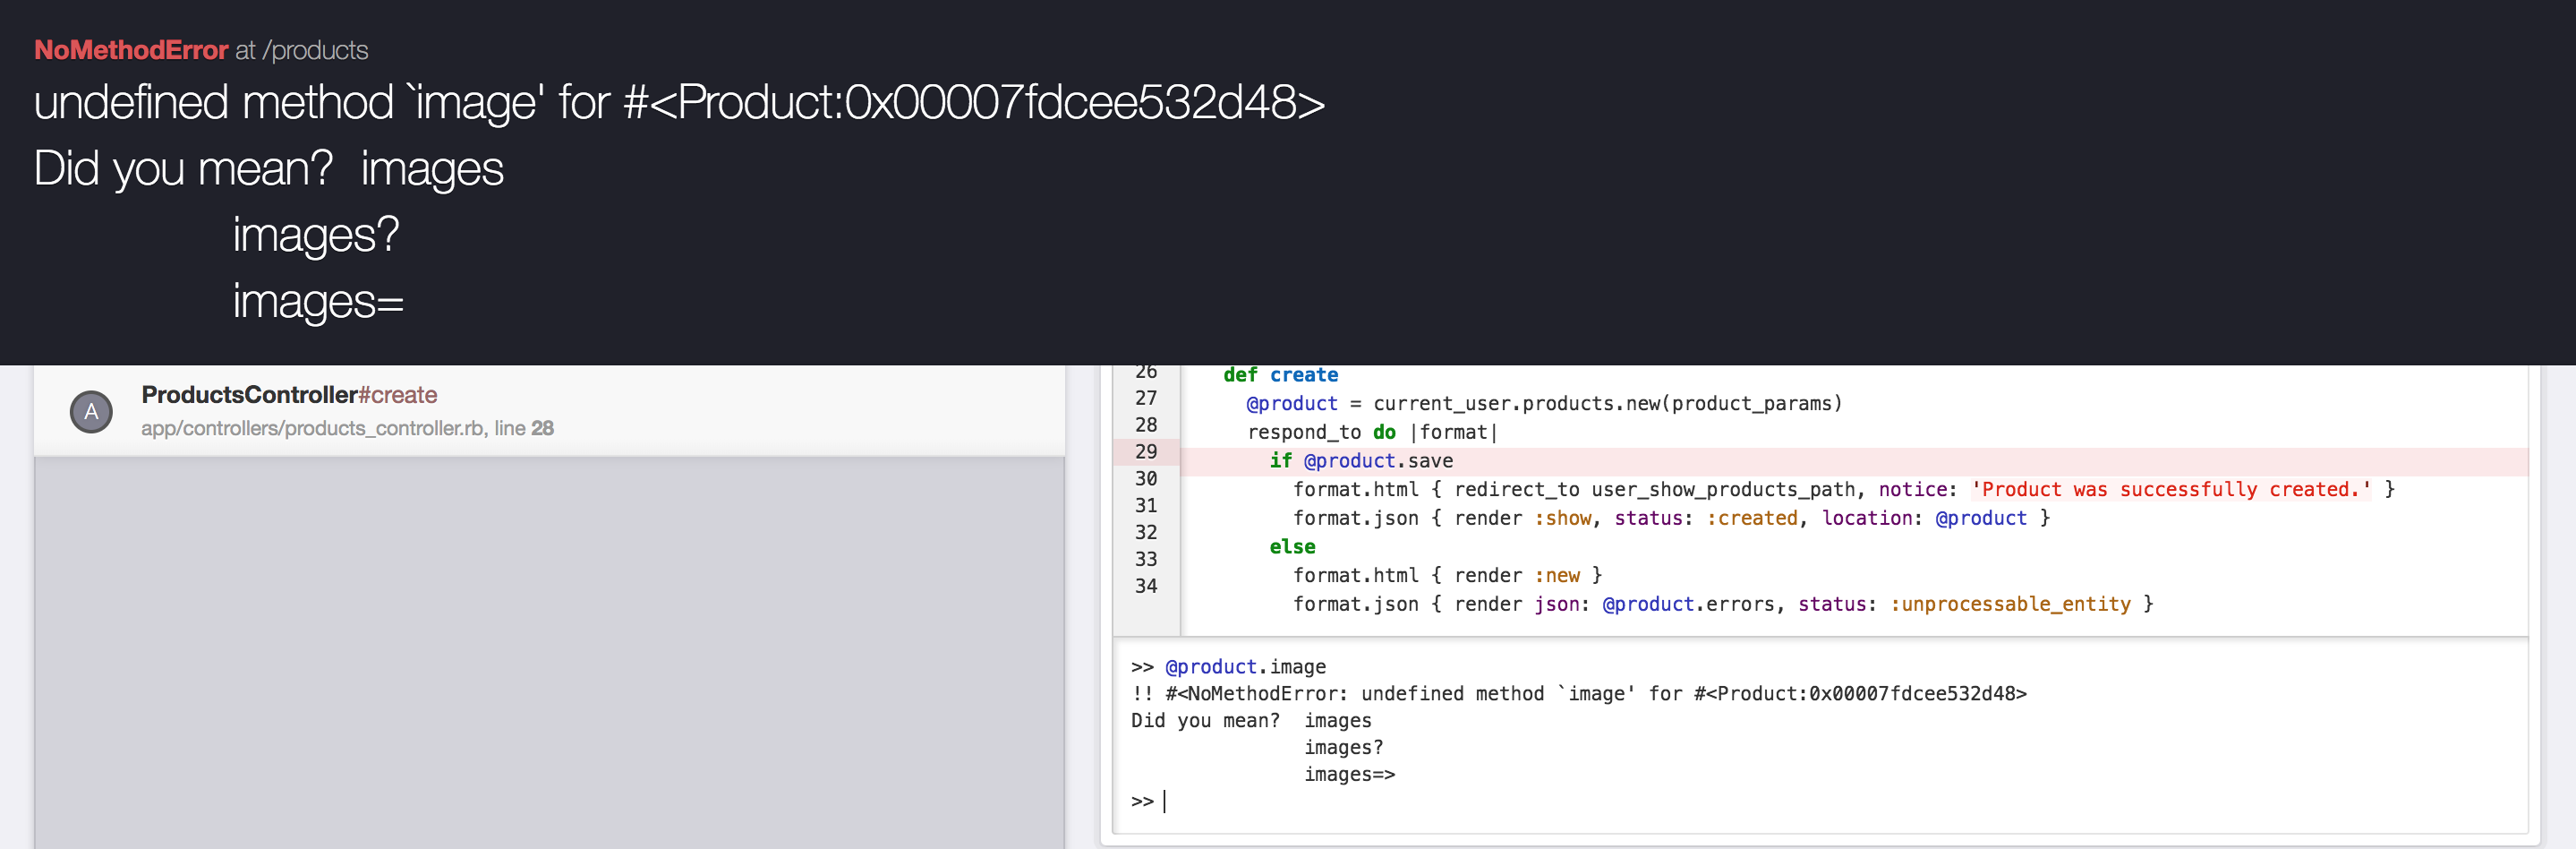 NoMethodError at /products
undefined method `image' for #<Product:0x00007fdcee532d48>
Did you mean?  images
images?
images=
A
ProductsController#create
app/controllers/products_controller.rb, line 28
26 def create
27 @product = current_user.products.new(product_params)
28 respond_to do |format|
29 if @product.save
30 format.html { redirect_to user_show_products_path, notice: 'Product was successfully created.' }
31 format.json { render :show, status: :created, location: @product }
32 else
33 format.html { render :new }
34 format.json { render json: @product.errors, status: :unprocessable_entity }
>> @product.image
!! #<NoMethodError: undefined method `image' for #<Product:0x00007fdcee532d48>
Did you mean?  images
images?
images=>
>>